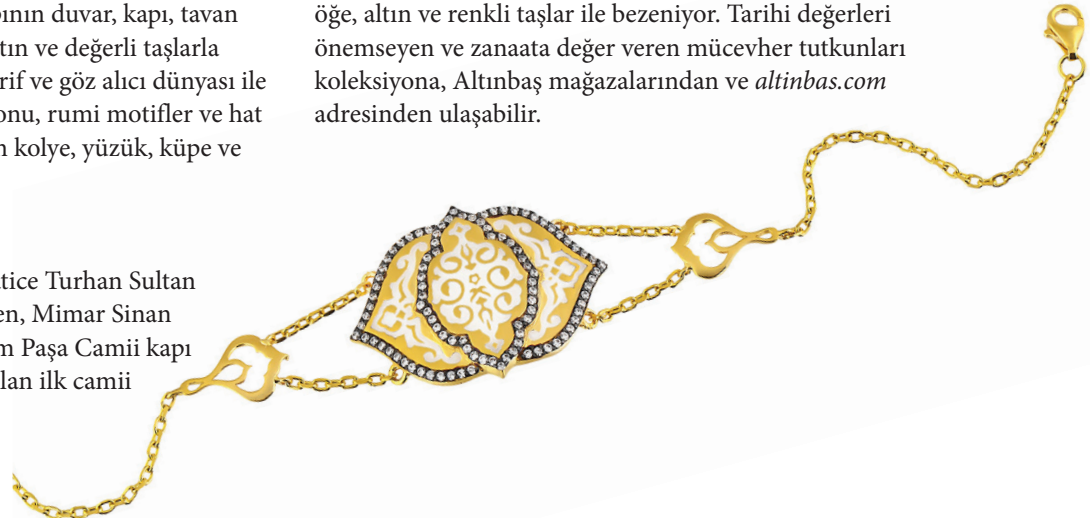 duvar, kapı, tavan
tın ve değerli taşlarla
rif ve göz alıcı dünyası ile
onu, rumi motifler ve hat
kolye, yüzük, küpe ve
tice Turhan Sultan
en, Mimar Sinan
m Paşa Camii kapı
lan ilk camii
öğe, altın ve renkli taşlar ile bezeniyor. Tarihi değerleri
önemseyen ve zanaata değer veren mücevher tutkunları
koleksiyona, Altınbaş mağazalarından ve altinbas.com
adresinden ulaşabilir.